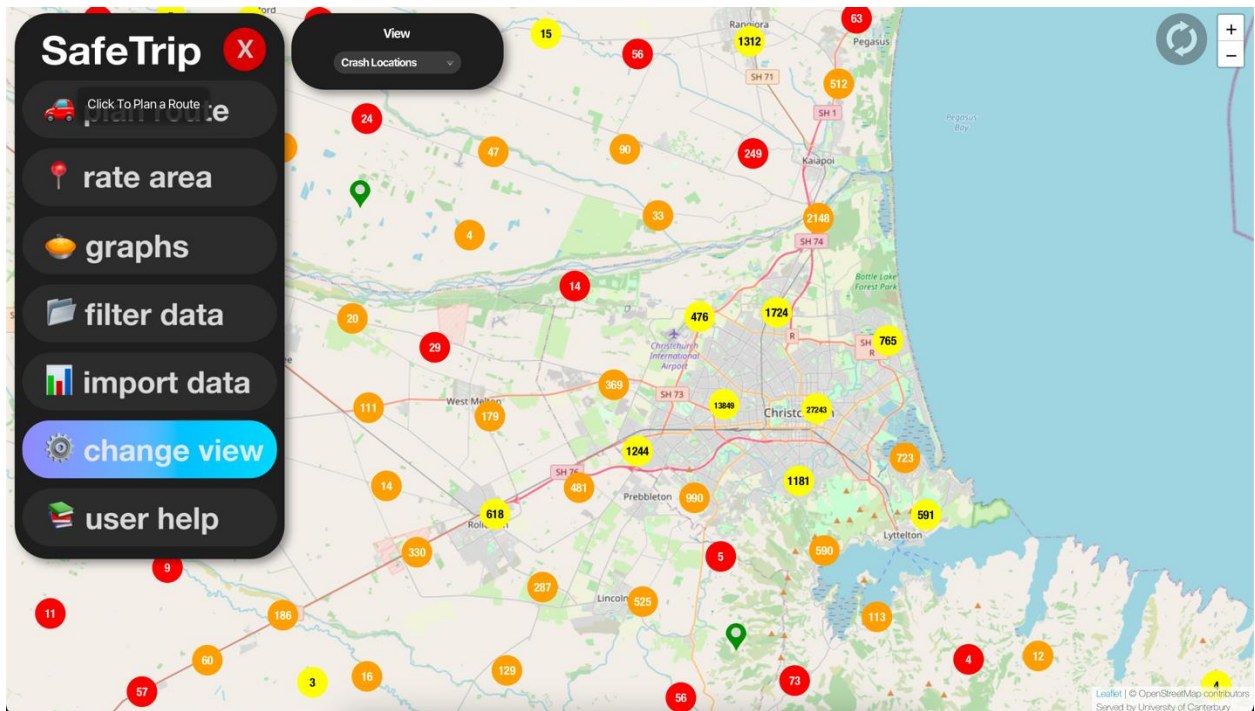 SafeTrip
X
Click To Plan a Route
plan route
rate area
graphs
filter data
import data
change view
user help
View
Crash Locations
+
−
15
56
Rangiora
1312
63
Pegasus
SH 71
512
SH 1
Pegasus
Bay
24
47
90
249
Kaiapoi
33
2148
4
SH 74
14
Bottle Lake
Forest Park
20
476
1724
R
Christchurch
International
Airport
SH
R
765
29
369
SH 73
111
West Melton
179
13849
27243
1244
SH 76
723
14
481
Prebbleton
990
1181
618
591
Lyttelton
330
5
590
9
287
Lincoln
525
11
186
113
60
129
4
12
3
16
73
57
56
4
Leaflet | © OpenStreetMap contributors
Served by University of Canterbury